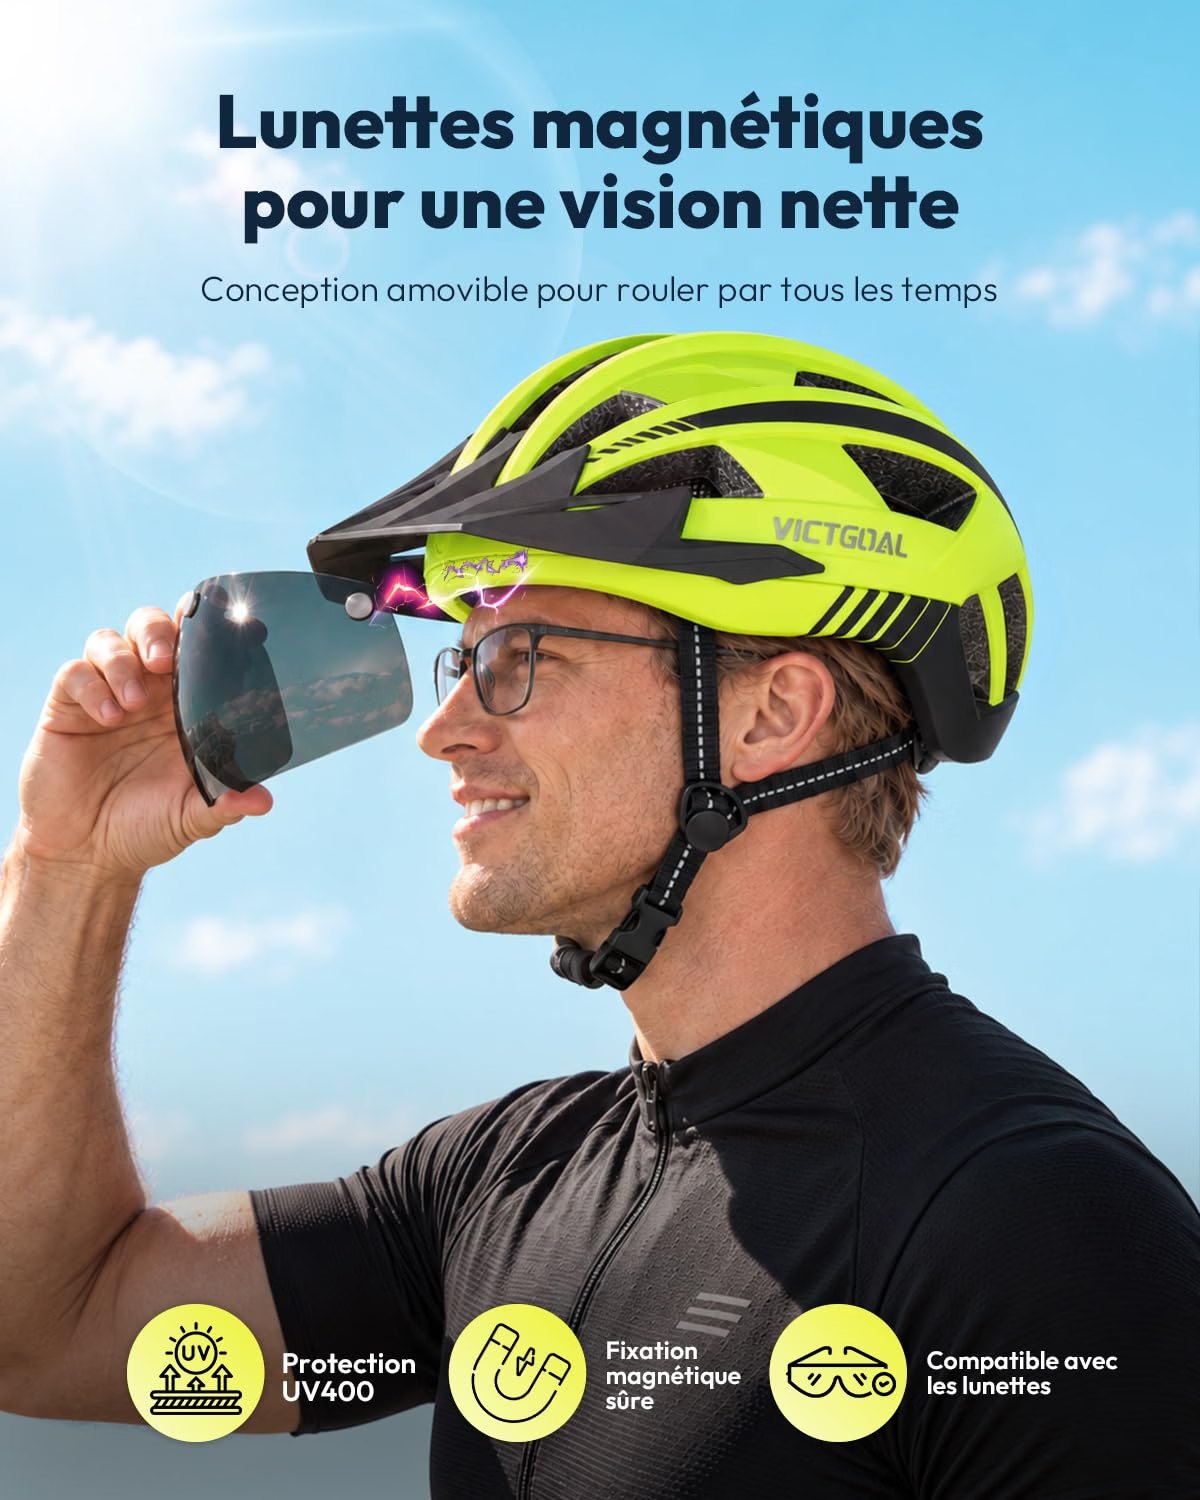 Lunettes magnétiques
pour une vision nette
Conception amovible pour rouler par tous les temps
VICTGOAL
UV
Protection
UV400
Fixation
magnétique
sûre
Compatible avec
les lunettes